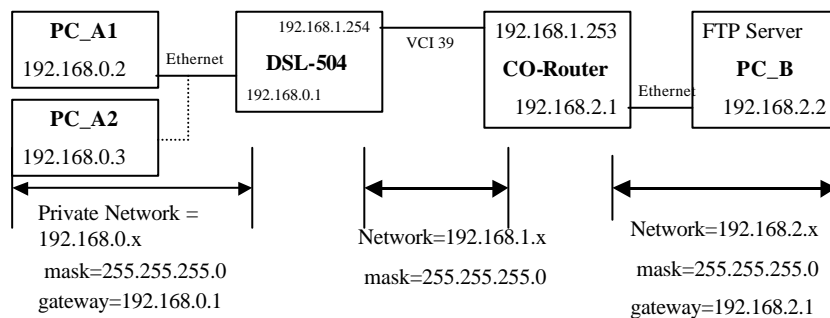 PC_A1
192.168.0.2
Ethernet
192.168.1.254
DSL-504
192.168.0.1
VCI 39
192.168.1.253
CO-Router
192.168.2.1
Ethernet
FTP Server
PC_B
192.168.2.2
PC_A2
192.168.0.3
Private Network =
192.168.0.x
mask=255.255.255.0
gateway=192.168.0.1
Network=192.168.1.x
mask=255.255.255.0
Network=192.168.2.x
mask=255.255.255.0
gateway=192.168.2.1